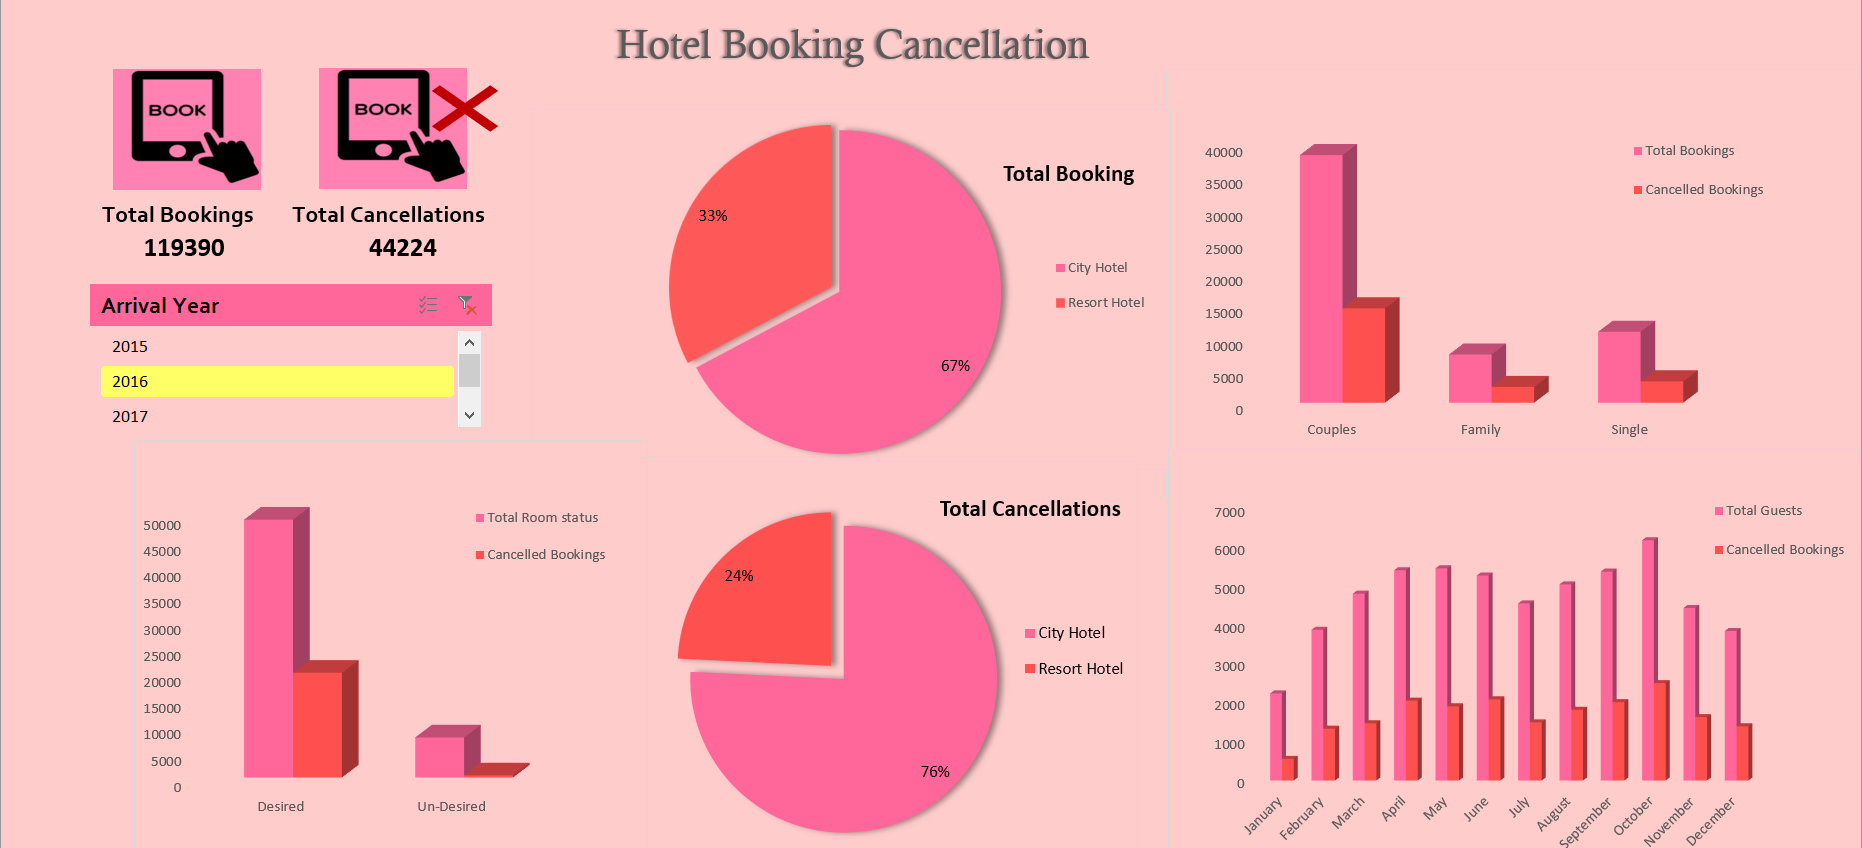 Hotel Booking Cancellation
BOOK
BOOK
Total Bookings
119390
Total Cancellations
44224
Arrival Year
2015
2016
2017
Total Booking
33%
67%
City Hotel
Resort Hotel
40000
35000
30000
25000
20000
15000
10000
5000
0
Couples
Family
Single
Total Bookings
Cancelled Bookings
50000
45000
40000
35000
30000
25000
20000
15000
10000
5000
0
Desired
Un-Desired
Total Room status
Cancelled Bookings
Total Cancellations
24%
76%
City Hotel
Resort Hotel
7000
6000
5000
4000
3000
2000
1000
0
January
February
March
April
May
June
July
August
September
October
November
December
Total Guests
Cancelled Bookings